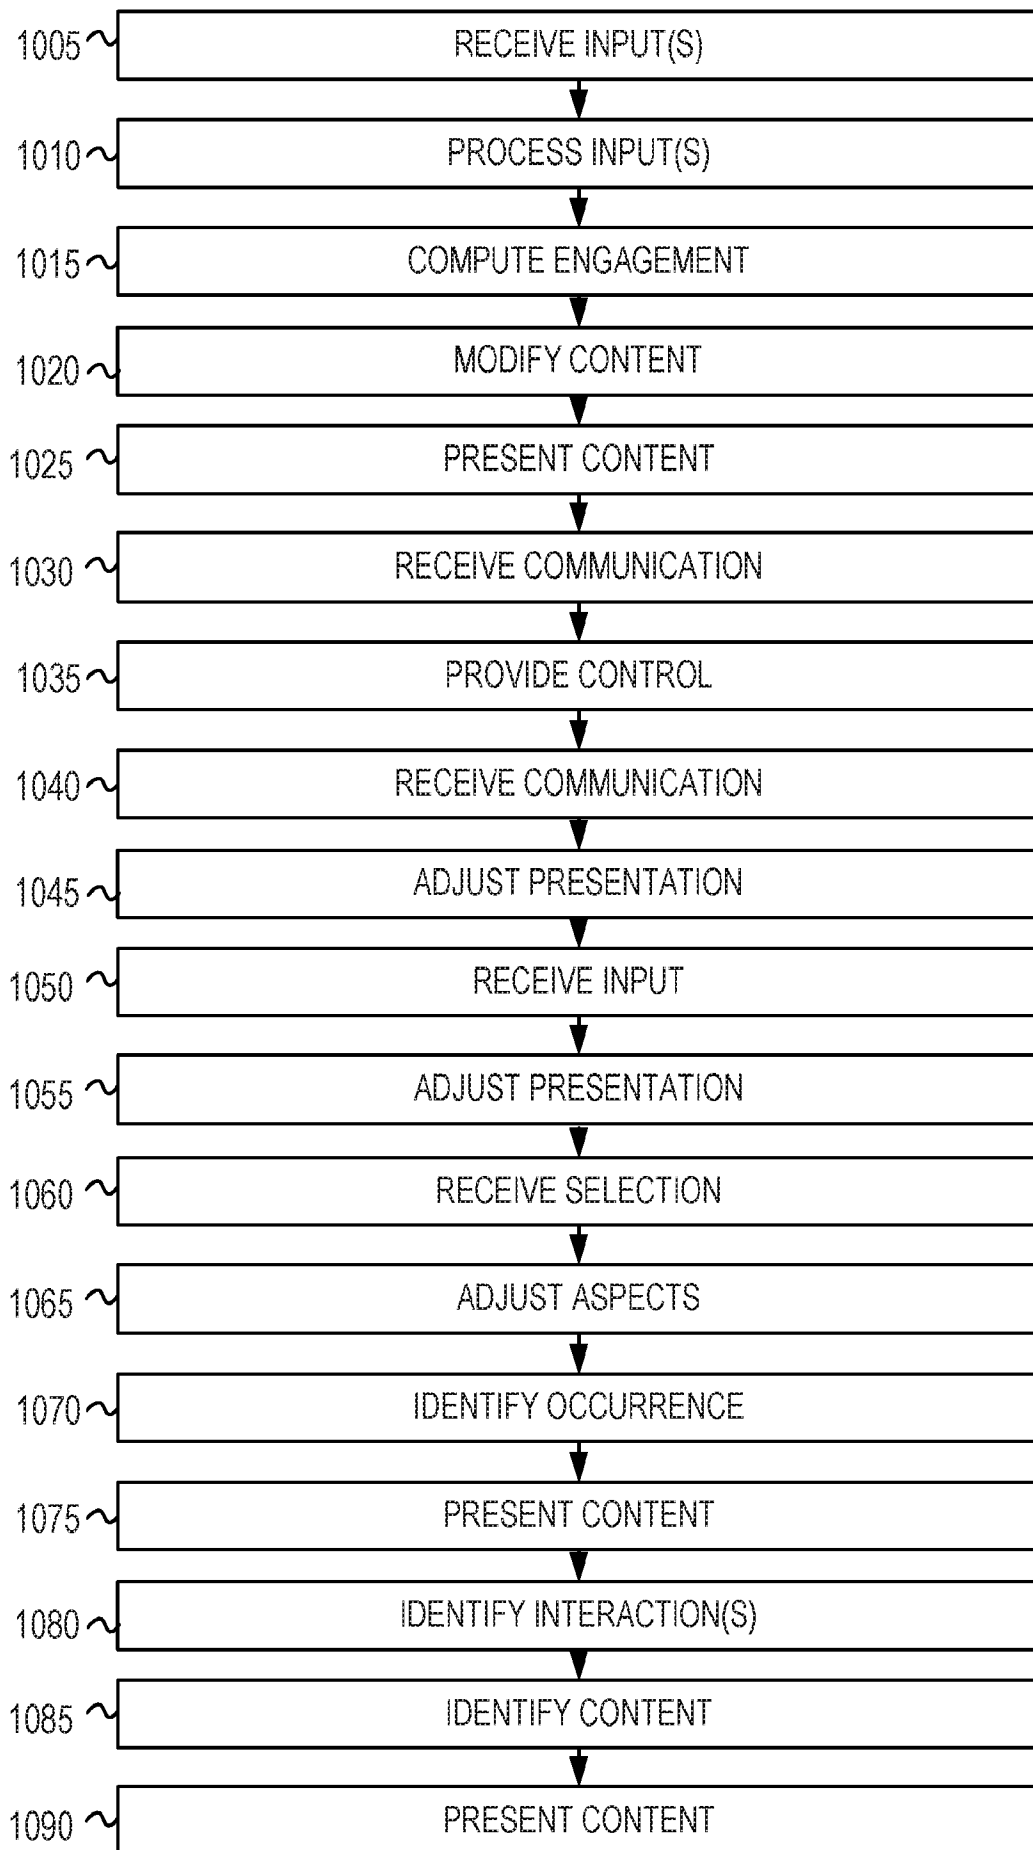 1005 RECEIVE INPUT(S)
1010 PROCESS INPUT(S)
1015 COMPUTE ENGAGEMENT
1020 MODIFY CONTENT
1025 PRESENT CONTENT
1030 RECEIVE COMMUNICATION
1035 PROVIDE CONTROL
1040 RECEIVE COMMUNICATION
1045 ADJUST PRESENTATION
1050 RECEIVE INPUT
1055 ADJUST PRESENTATION
1060 RECEIVE SELECTION
1065 ADJUST ASPECTS
1070 IDENTIFY OCCURRENCE
1075 PRESENT CONTENT
1080 IDENTIFY INTERACTION(S)
1085 IDENTIFY CONTENT
1090 PRESENT CONTENT